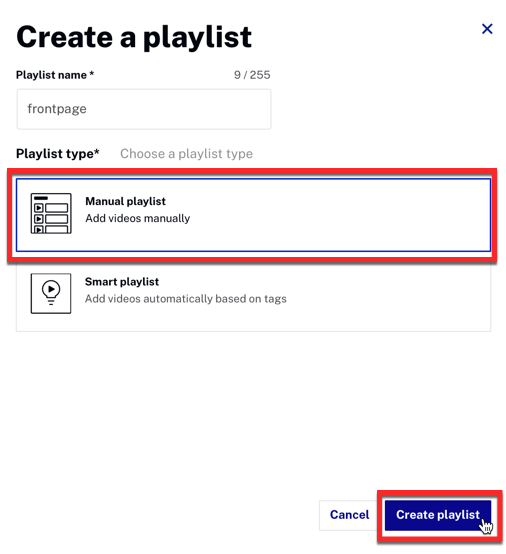 Create a playlist
Playlist name * 9 / 255
frontpage
Playlist type* Choose a playlist type
Manual playlist
Add videos manually
Smart playlist
Add videos automatically based on tags
Cancel Create playlist